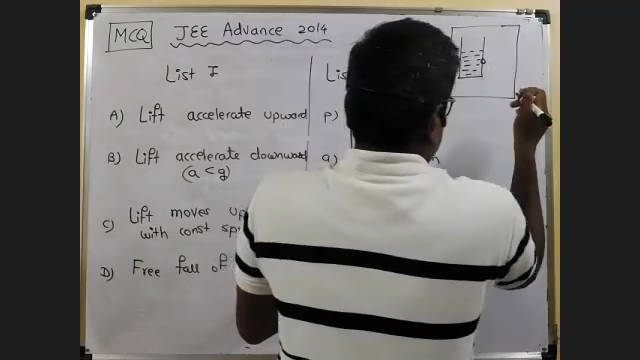 MCQ
JEE Advance 2014
List I
Lis
A) Lift accelerate upward
p)
B) Lift accelerate downward
q)
(a < g)
C) Lift moves up
with const sp
D) Free fall of